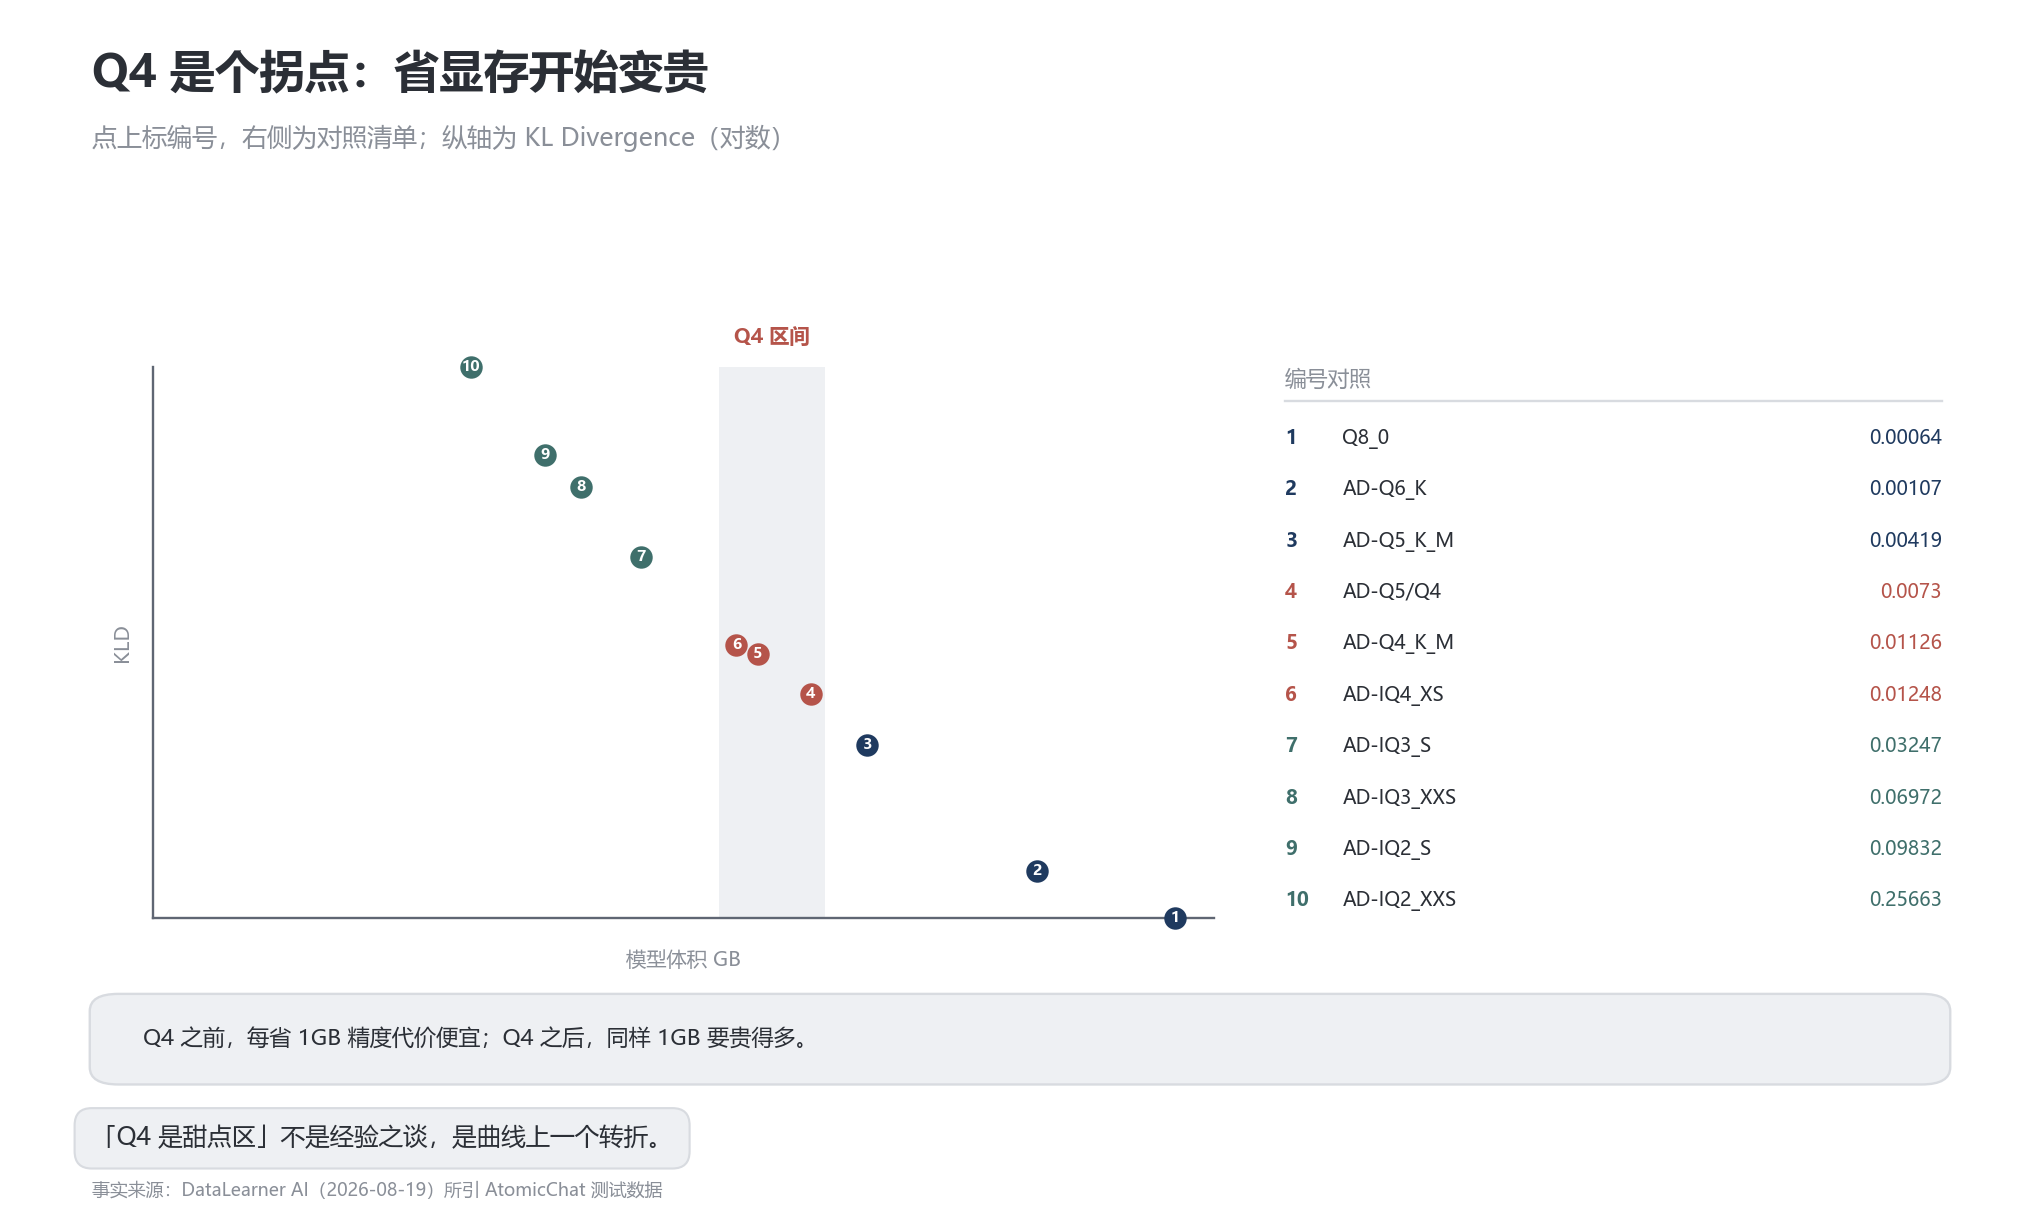 Q4 是个拐点：省显存开始变贵
点上标编号，右侧为对照清单；纵轴为 KL Divergence（对数）
Q4 区间
10
9
8
7
6
5
4
3
2
1
KLD
模型体积 GB
编号对照
1 Q8_0 0.00064
2 AD-Q6_K 0.00107
3 AD-Q5_K_M 0.00419
4 AD-Q5/Q4 0.0073
5 AD-Q4_K_M 0.01126
6 AD-IQ4_XS 0.01248
7 AD-IQ3_S 0.03247
8 AD-IQ3_XXS 0.06972
9 AD-IQ2_S 0.09832
10 AD-IQ2_XXS 0.25663
Q4 之前，每省 1GB 精度代价便宜；Q4 之后，同样 1GB 要贵得多。
「Q4 是甜点区」不是经验之谈，是曲线上一个转折。
事实来源：DataLearner AI（2026-08-19）所引 AtomicChat 测试数据